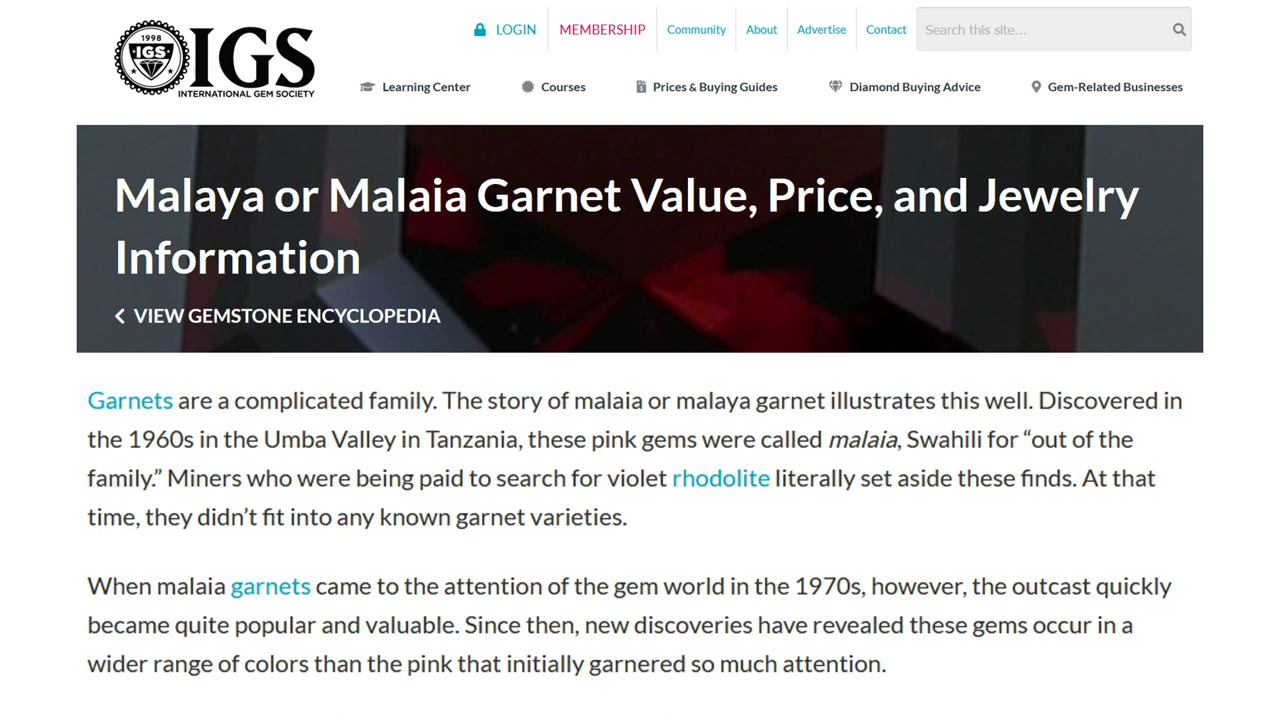 1998
IGS
IGS
INTERNATIONAL GEM SOCIETY
LOGIN
MEMBERSHIP
Community
About
Advertise
Contact
Search this site...
Learning Center
Courses
Prices & Buying Guides
Diamond Buying Advice
Gem-Related Businesses
Malaya or Malaia Garnet Value, Price, and Jewelry
Information
VIEW GEMSTONE ENCYCLOPEDIA
Garnets are a complicated family. The story of malaia or malaya garnet illustrates this well. Discovered in
the 1960s in the Umba Valley in Tanzania, these pink gems were called malaia, Swahili for “out of the
family.” Miners who were being paid to search for violet rhodolite literally set aside these finds. At that
time, they didn’t fit into any known garnet varieties.
When malaia garnets came to the attention of the gem world in the 1970s, however, the outcast quickly
became quite popular and valuable. Since then, new discoveries have revealed these gems occur in a
wider range of colors than the pink that initially garnered so much attention.